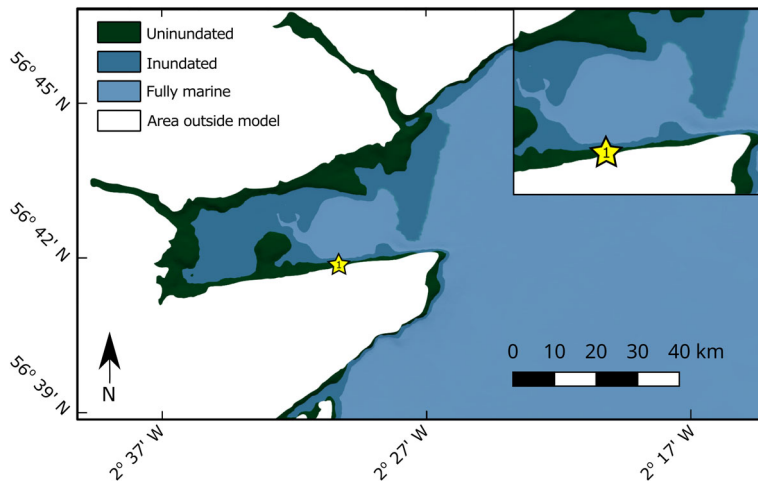 Uninundated
Inundated
Fully marine
Area outside model
56° 45' N
56° 42' N
56° 39' N
1
1
N
0 10 20 30 40 km
2° 37' W
2° 27' W
2° 17' W